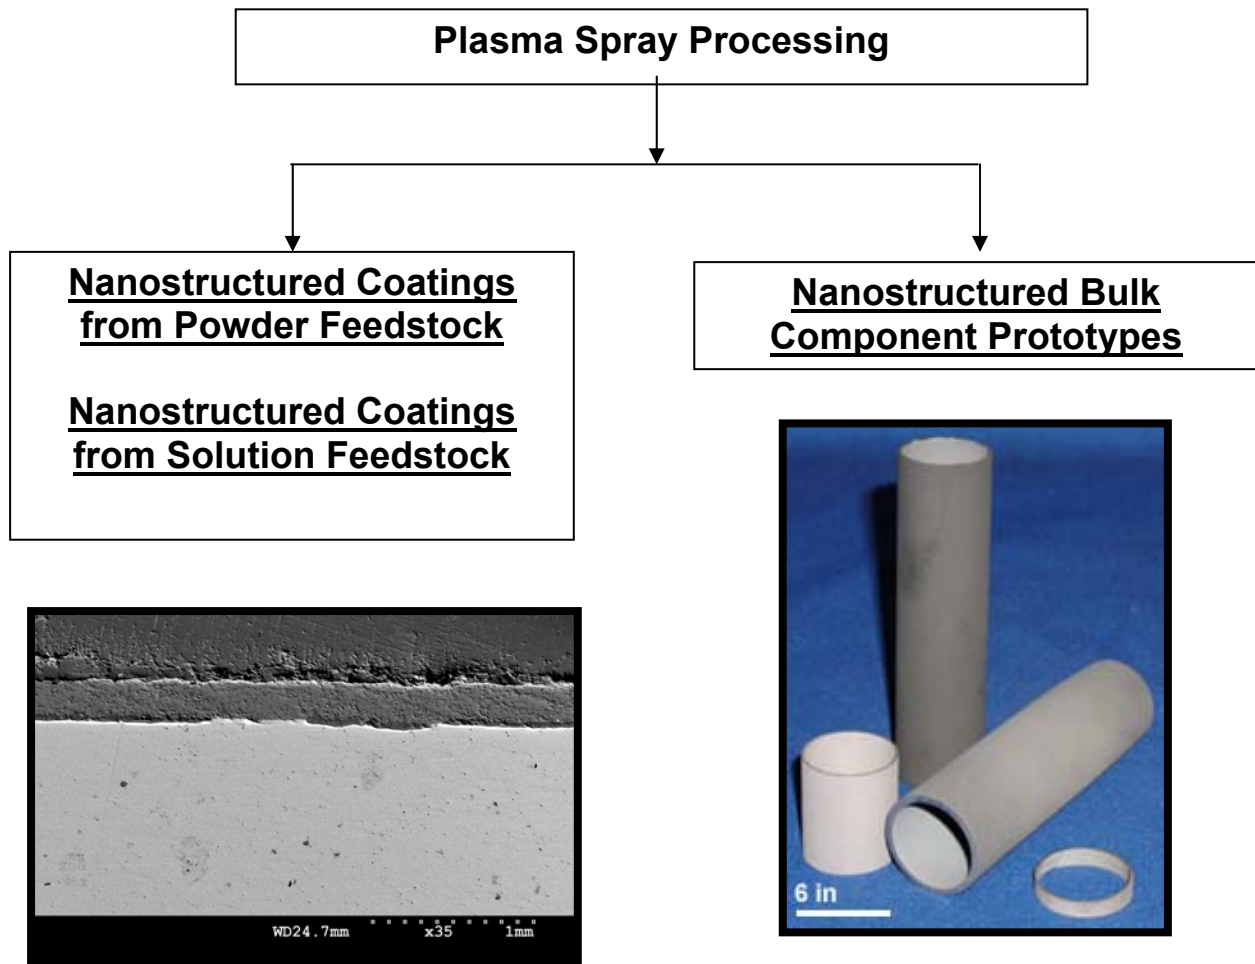 Plasma Spray Processing
Nanostructured Coatings
from Powder Feedstock
Nanostructured Coatings
from Solution Feedstock
Nanostructured Bulk
Component Prototypes
6 in
WD24.7mm x35 1mm